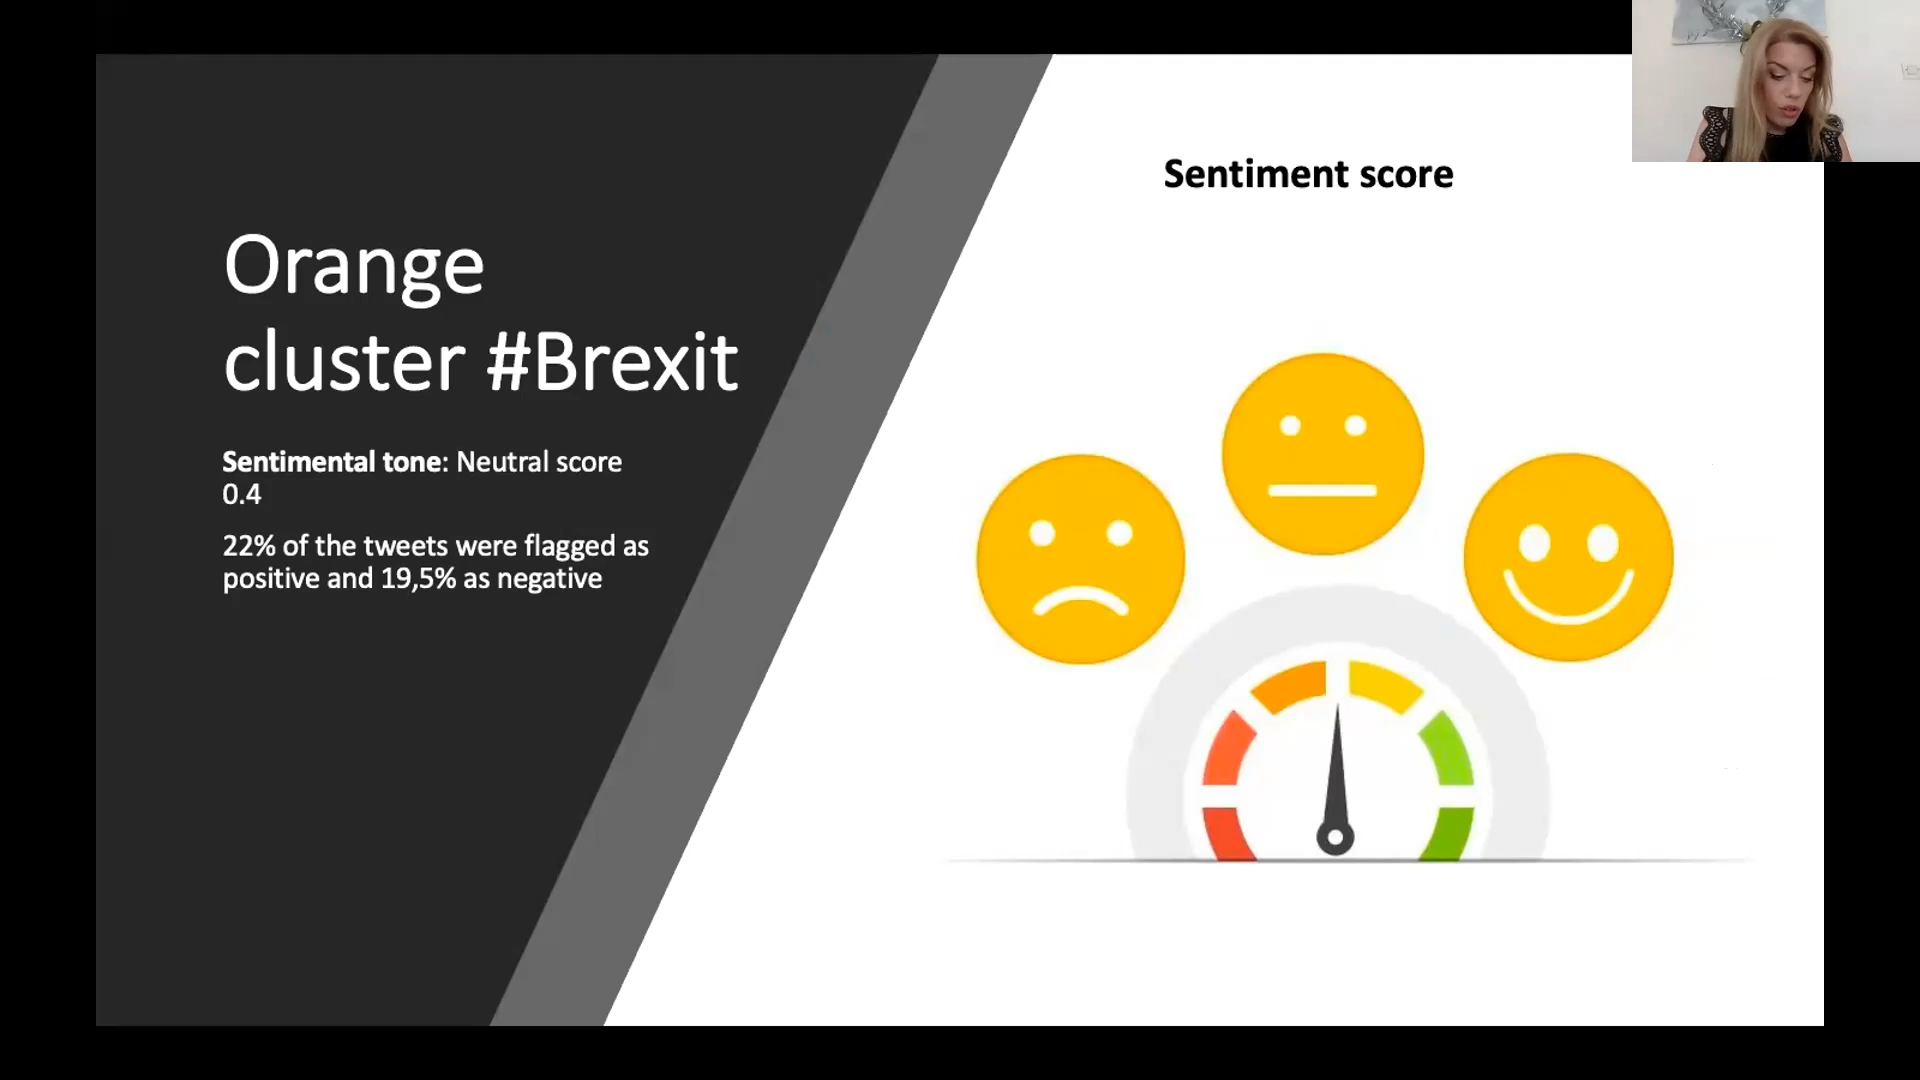 Sentiment score
Orange
cluster #Brexit
Sentimental tone: Neutral score
0.4
22% of the tweets were flagged as
positive and 19,5% as negative